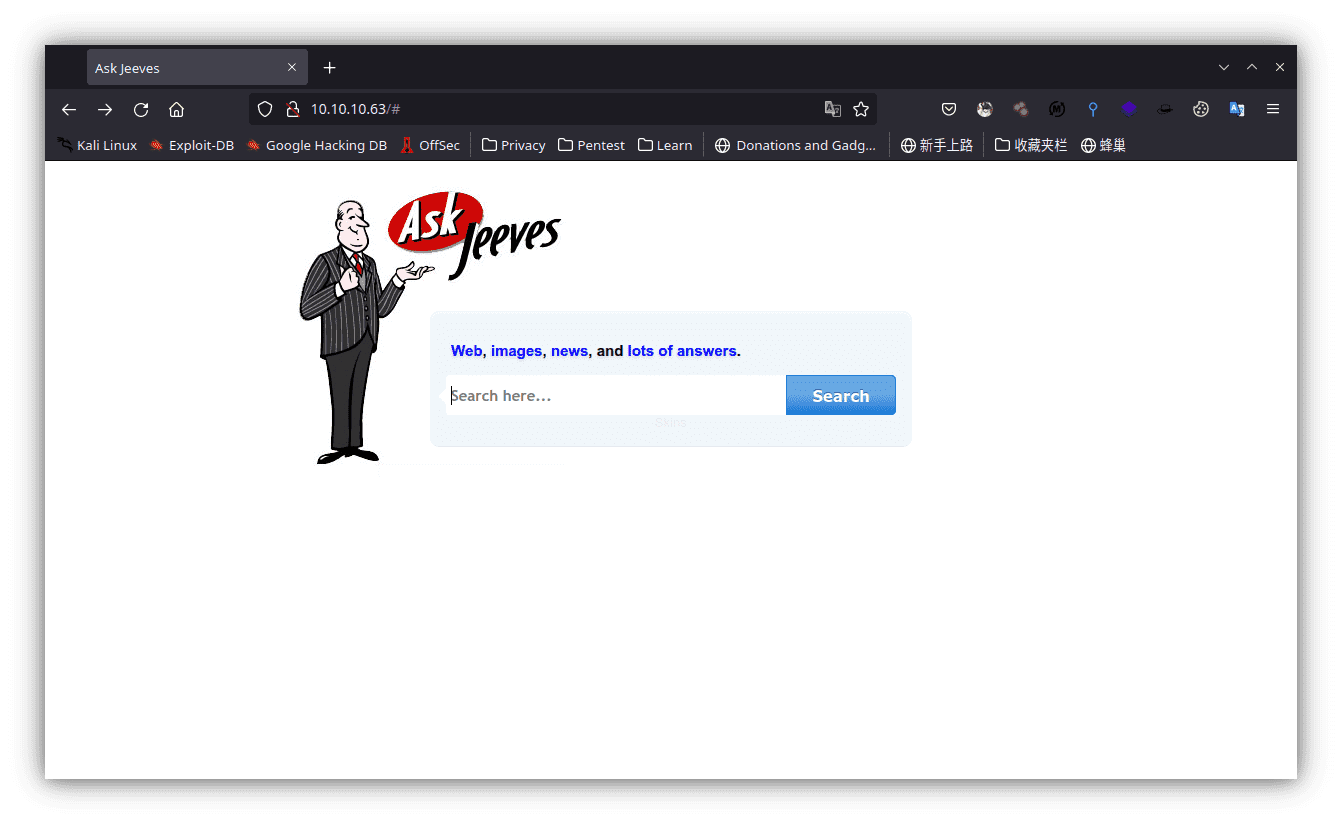 Ask Jeeves
10.10.10.63/#
Kali Linux Exploit-DB Google Hacking DB OffSec Privacy Pentest Learn Donations and Gadg... 新手上路 收藏夹栏 蜂巢
Ask
Jeeves
Web, images, news, and lots of answers.
Search here... Search
Skins